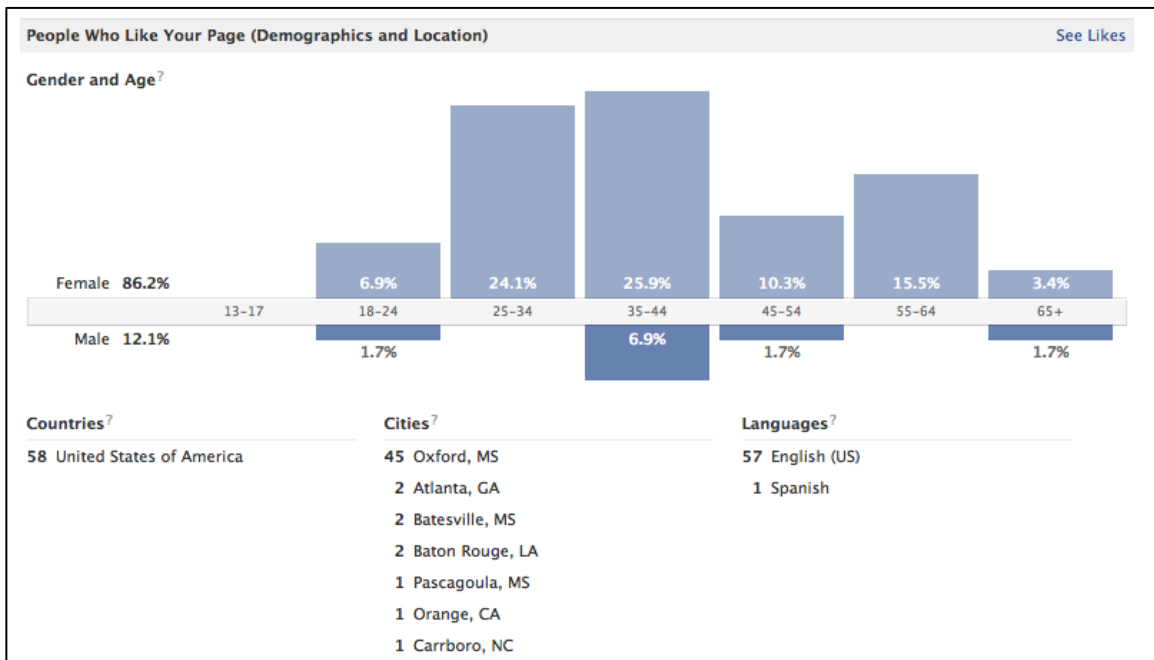 People Who Like Your Page (Demographics and Location) See Likes
Gender and Age?
Female 86.2% 6.9% 24.1% 25.9% 10.3% 15.5% 3.4%
13-17 18-24 25-34 35-44 45-54 55-64 65+
Male 12.1% 1.7% 6.9% 1.7% 1.7%
Countries? Cities? Languages?
58 United States of America 45 Oxford, MS 57 English (US)
2 Atlanta, GA 1 Spanish
2 Batesville, MS
2 Baton Rouge, LA
1 Pascagoula, MS
1 Orange, CA
1 Carrboro, NC